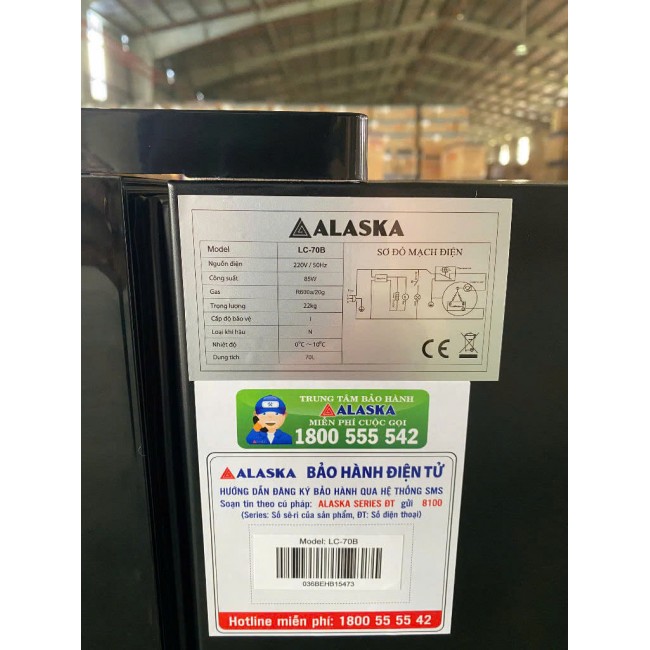 ALASKA
Model LC-70B
Nguồn điện 220V / 50Hz
Công suất 85W
Gas R600a/20g
Trọng lượng 22kg
Cấp độ bảo vệ I
Loại khí hậu N
Nhiệt độ 0°C ~10°C
Dung tích 70L
SƠ ĐỒ MẠCH ĐIỆN
CE
TRUNG TÂM BẢO HÀNH
ALASKA
MIỄN PHÍ CUỘC GỌI
1800 555 542
ALASKA BẢO HÀNH ĐIỆN TỬ
HƯỚNG DẪN ĐĂNG KÝ BẢO HÀNH QUA HỆ THỐNG SMS
Soạn tin theo cú pháp: ALASKA SERIES ĐT gửi 8100
(Series: Số sê-ri của sản phẩm, ĐT: Số điện thoại)
Model: LC-70B
036BEHB15473
Hotline miễn phí: 1800 55 55 42